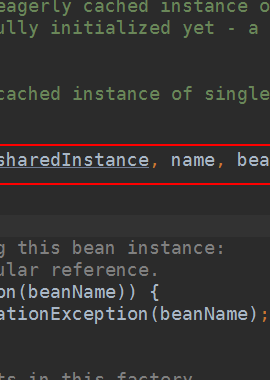 eagerly cached instance o
ully initialized yet - a
cached instance of single
sharedInstance, name, bea
g this bean instance:
ular reference.
on(beanName)) {
ationException(beanName);
ts in this factory